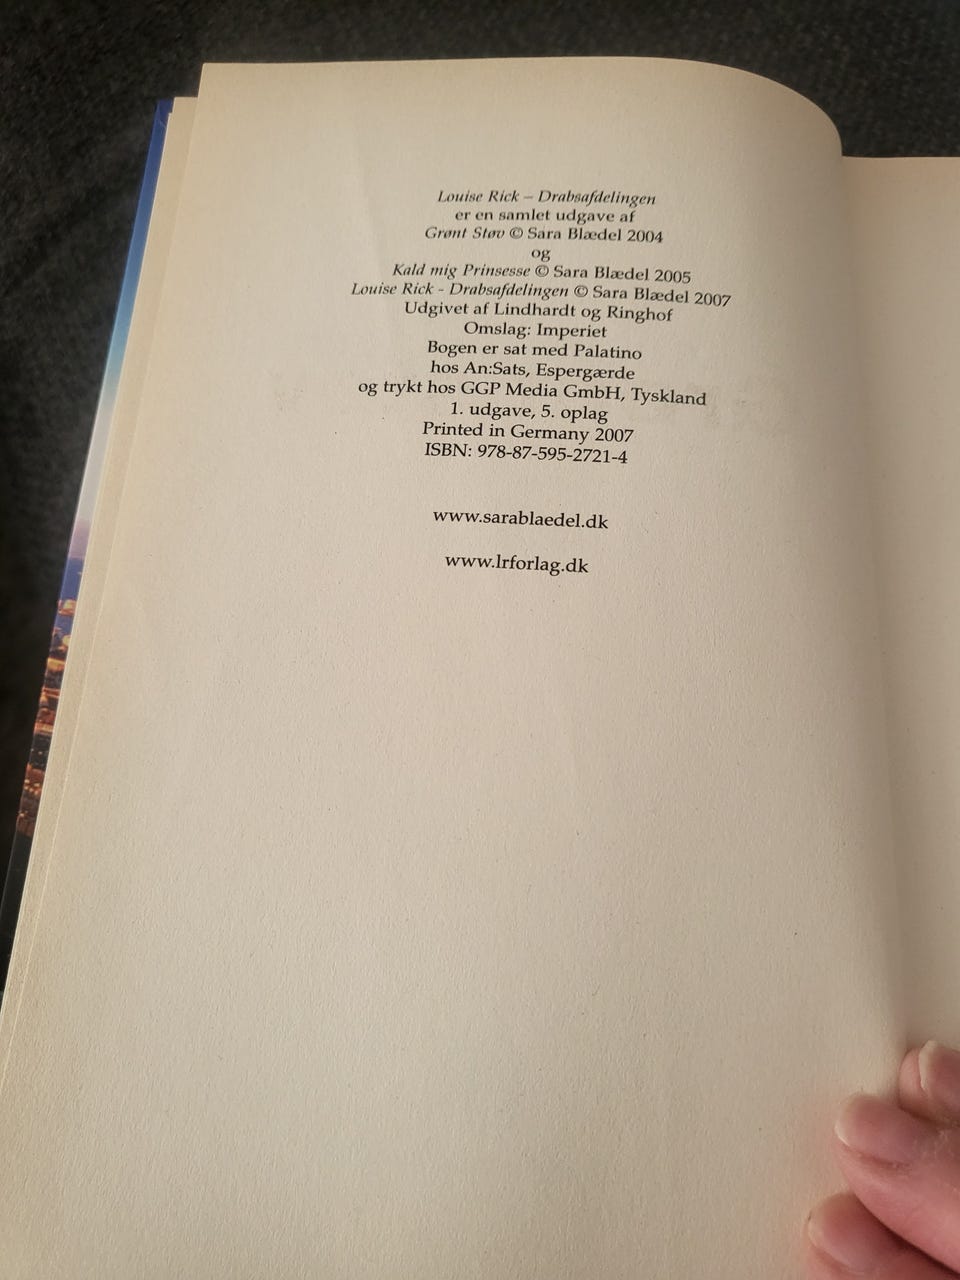 Louise Rick – Drabsafdelingen
er en samlet udgave af
Grønt Støv © Sara Blædel 2004
og
Kald mig Prinsesse © Sara Blædel 2005
Louise Rick - Drabsafdelingen © Sara Blædel 2007
Udgivet af Lindhardt og Ringhof
Omslag: Imperiet
Bogen er sat med Palatino
hos An:Sats, Espergærde
og trykt hos GGP Media GmbH, Tyskland
1. udgave, 5. oplag
Printed in Germany 2007
ISBN: 978-87-595-2721-4
www.sarablaedel.dk
www.lrforlag.dk